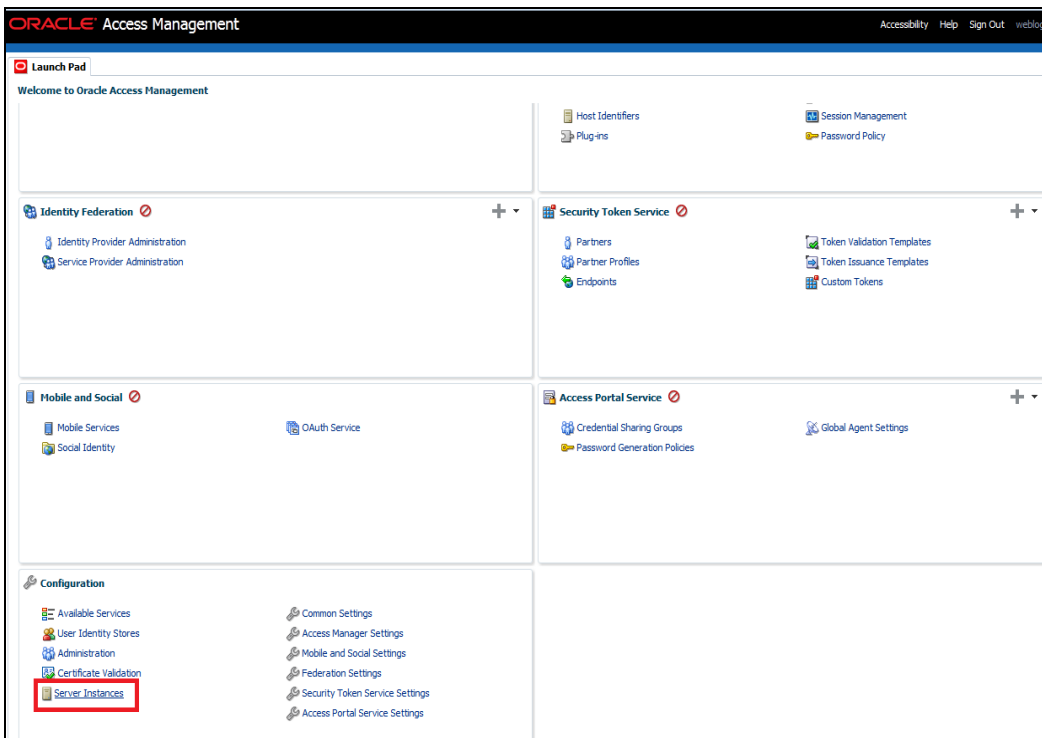 ORACLE® Access Management
Accessibility Help Sign Out
Launch Pad
Welcome to Oracle Access Management
Host Identifiers
Plug-ins
Session Management
Password Policy
Identity Federation
Identity Provider Administration
Service Provider Administration
Security Token Service
Partners
Partner Profiles
Endpoints
Token Validation Templates
Token Issuance Templates
Custom Tokens
Mobile and Social
Mobile Services
Social Identity
OAuth Service
Access Portal Service
Credential Sharing Groups
Password Generation Policies
Global Agent Settings
Configuration
Available Services
User Identity Stores
Administration
Certificate Validation
Server Instances
Common Settings
Access Manager Settings
Mobile and Social Settings
Federation Settings
Security Token Service Settings
Access Portal Service Settings